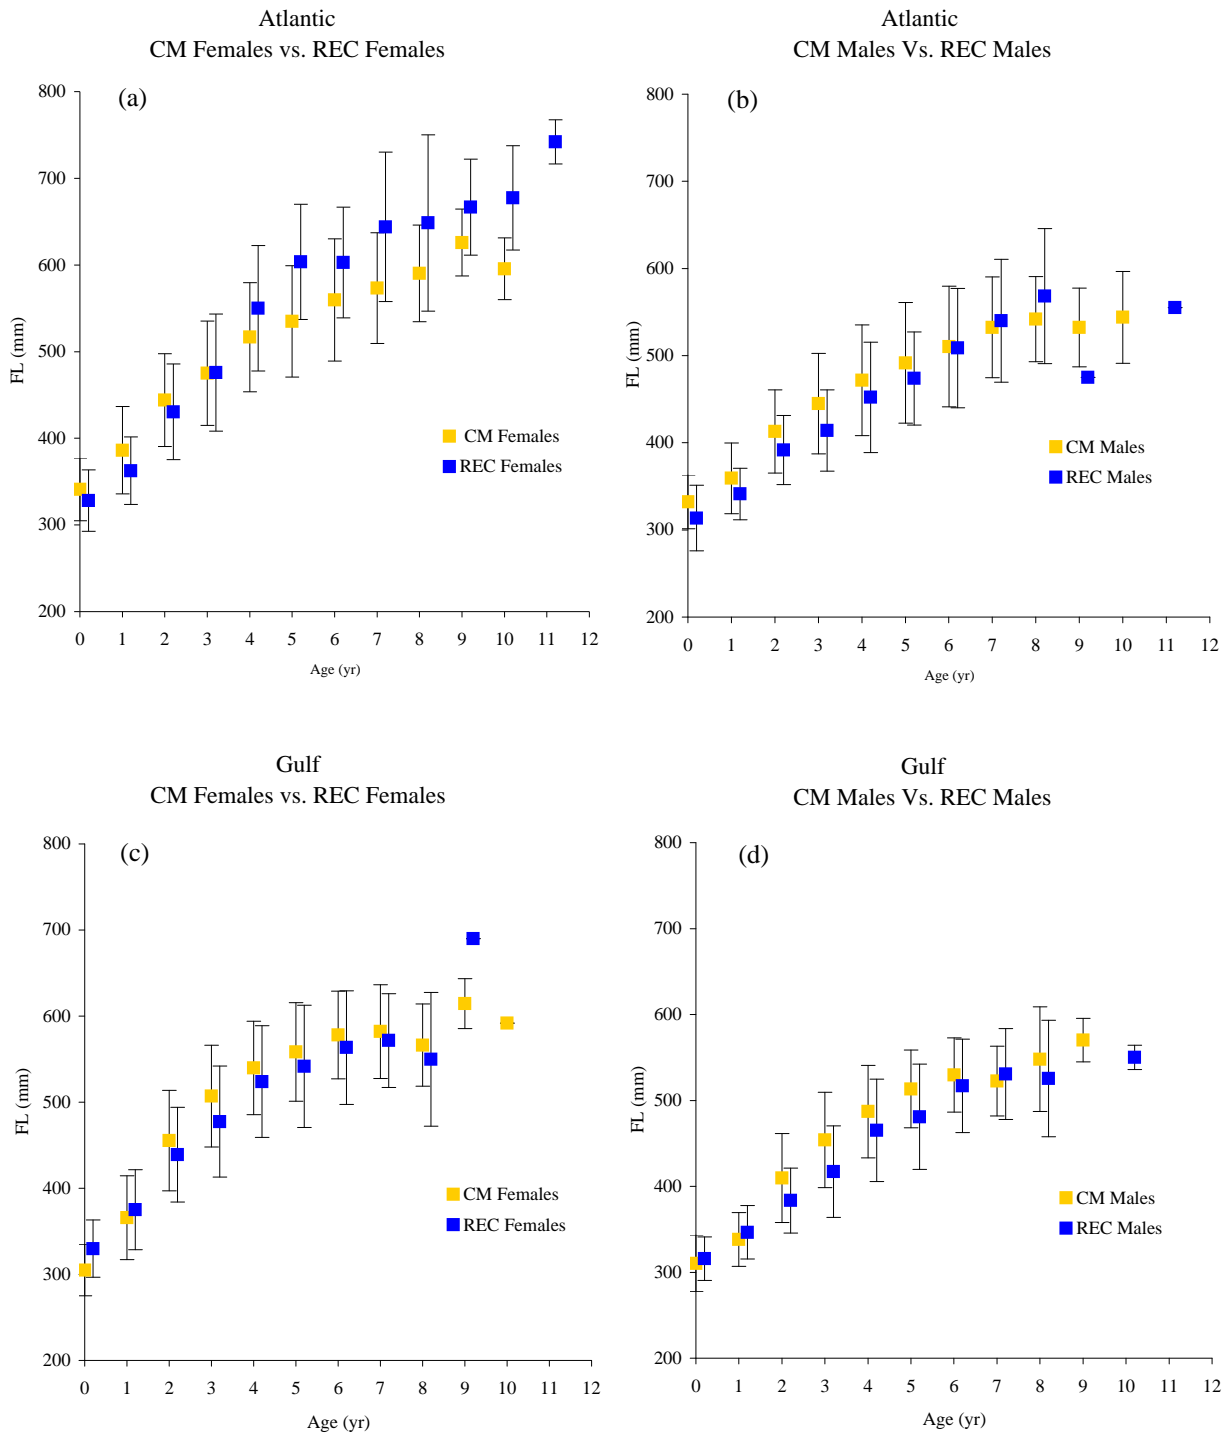 Atlantic
CM Females vs. REC Females
(a)
800
700
600
500
400
300
200
FL (mm)
CM Females
REC Females
0 1 2 3 4 5 6 7 8 9 10 11 12
Age (yr)
Atlantic
CM Males Vs. REC Males
(b)
800
700
600
500
400
300
200
FL (mm)
CM Males
REC Males
0 1 2 3 4 5 6 7 8 9 10 11 12
Age (yr)
Gulf
CM Females vs. REC Females
(c)
800
700
600
500
400
300
200
FL (mm)
CM Females
REC Females
0 1 2 3 4 5 6 7 8 9 10 11 12
Age (yr)
Gulf
CM Males Vs. REC Males
(d)
800
700
600
500
400
300
200
FL (mm)
CM Males
REC Males
0 1 2 3 4 5 6 7 8 9 10 11 12
Age (yr)